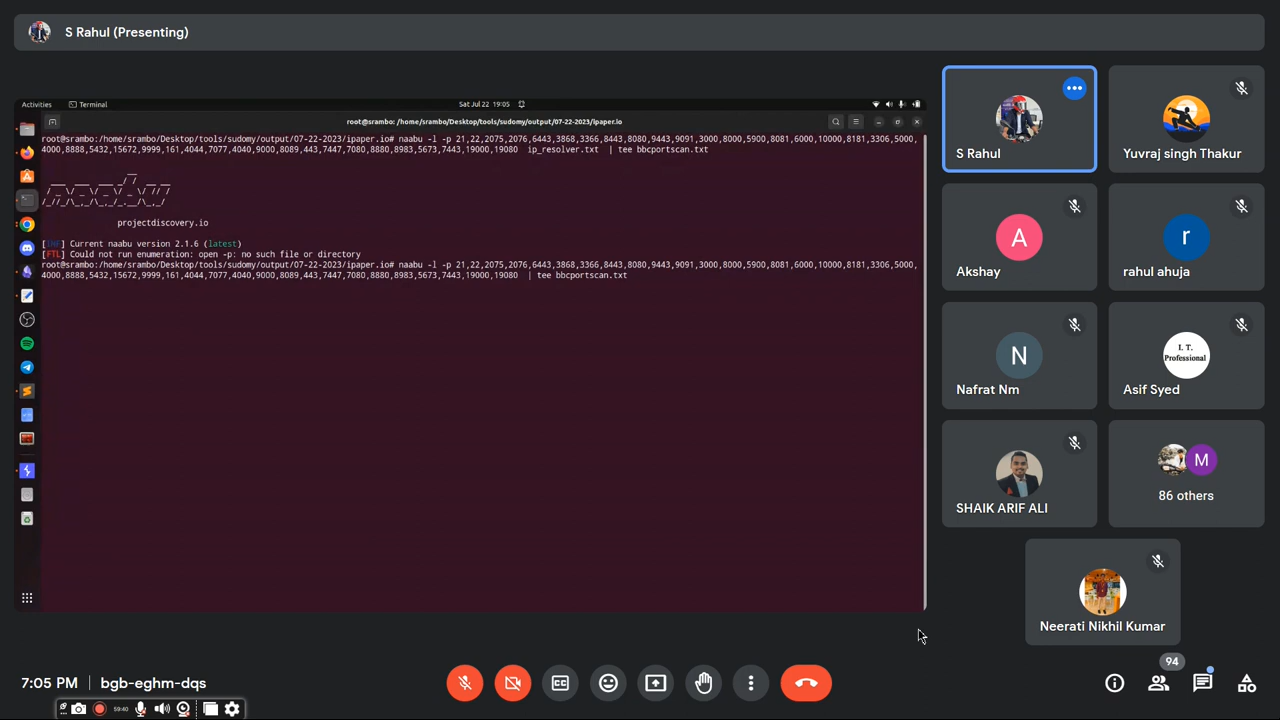 S Rahul (Presenting)
Activities
Terminal
Sat Jul 22 19:05
root@srambo: /home/srambo/Desktop/tools/sudomy/output/07-22-2023/ipaper.io
root@srambo:/home/srambo/Desktop/tools/sudomy/output/07-22-2023/ipaper.io# naabu -l -p 21,22,2075,2076,6443,3868,3366,8443,8080,9443,9091,3000,8000,5900,8081,6000,10000,8181,3306,5000,
4000,8888,5432,15672,9999,161,4044,7077,4040,9000,8089,443,7447,7080,8880,8983,5673,7443,19000,19080  ip_resolver.txt  | tee bbcportscan.txt
projectdiscovery.io
[INF] Current naabu version 2.1.6 (latest)
[FTL] Could not run enumeration: open -p: no such file or directory
root@srambo:/home/srambo/Desktop/tools/sudomy/output/07-22-2023/ipaper.io# naabu -l -p 21,22,2075,2076,6443,3868,3366,8443,8080,9443,9091,3000,8000,5900,8081,6000,10000,8181,3306,5000,
4000,8888,5432,15672,9999,161,4044,7077,4040,9000,8089,443,7447,7080,8880,8983,5673,7443,19000,19080  | tee bbcportscan.txt
S Rahul
Yuvraj singh Thakur
A
Akshay
r
rahul ahuja
N
Nafrat Nm
I. T.
Professional
Asif Syed
SHAIK ARIF ALI
M
86 others
Neerati Nikhil Kumar
7:05 PM
bgb-eghm-dqs
94
59:40